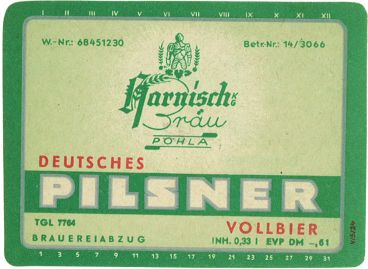 I II III IV V VI VII VIII IX X XI XII
W.-Nr.: 68451230
Betr.-Nr.: 14/3066
Harnisch KG
Bräu
PÖHLA
DEUTSCHES
PILSNER
TGL 7764
VOLLBIER
BRAUEREIABZUG
INH. 0,33 l EVP DM -,61
1 3 5 7 9 11 13 15 17 19 21 23 25 27 29 31